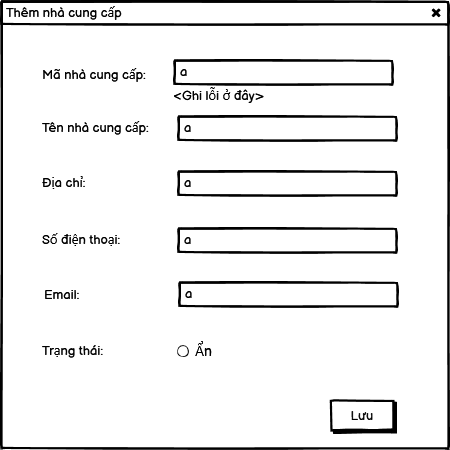 Thêm nhà cung cấp
Mã nhà cung cấp: a
<Ghi lỗi ở đây>
Tên nhà cung cấp: a
Địa chỉ: a
Số điện thoại: a
Email: a
Trạng thái: Ẩn
Lưu